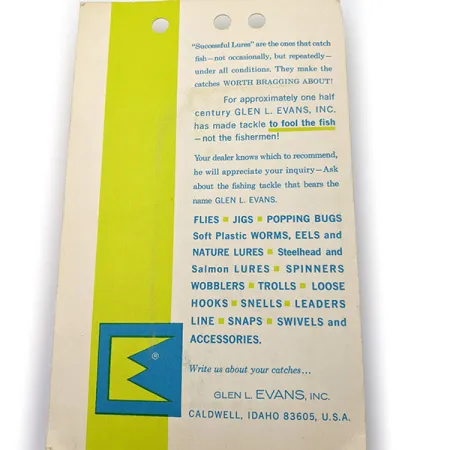 "Successful Lures" are the ones that catch
fish—not occasionally, but repeatedly—
under all conditions. They make the
catches WORTH BRAGGING ABOUT!
For approximately one half
century GLEN L. EVANS, INC.
has made tackle to fool the fish
—not the fishermen!
Your dealer knows which to recommend,
he will appreciate your inquiry—Ask
about the fishing tackle that bears the
name GLEN L. EVANS.
FLIES ▪ JIGS ▪ POPPING BUGS
Soft Plastic WORMS, EELS and
NATURE LURES ▪ Steelhead and
Salmon LURES ▪ SPINNERS
WOBBLERS ▪ TROLLS ▪ LOOSE
HOOKS ▪ SNELLS ▪ LEADERS
LINE ▪ SNAPS ▪ SWIVELS and
ACCESSORIES.
®
Write us about your catches...
GLEN L. EVANS, INC.
CALDWELL, IDAHO 83605, U.S.A.